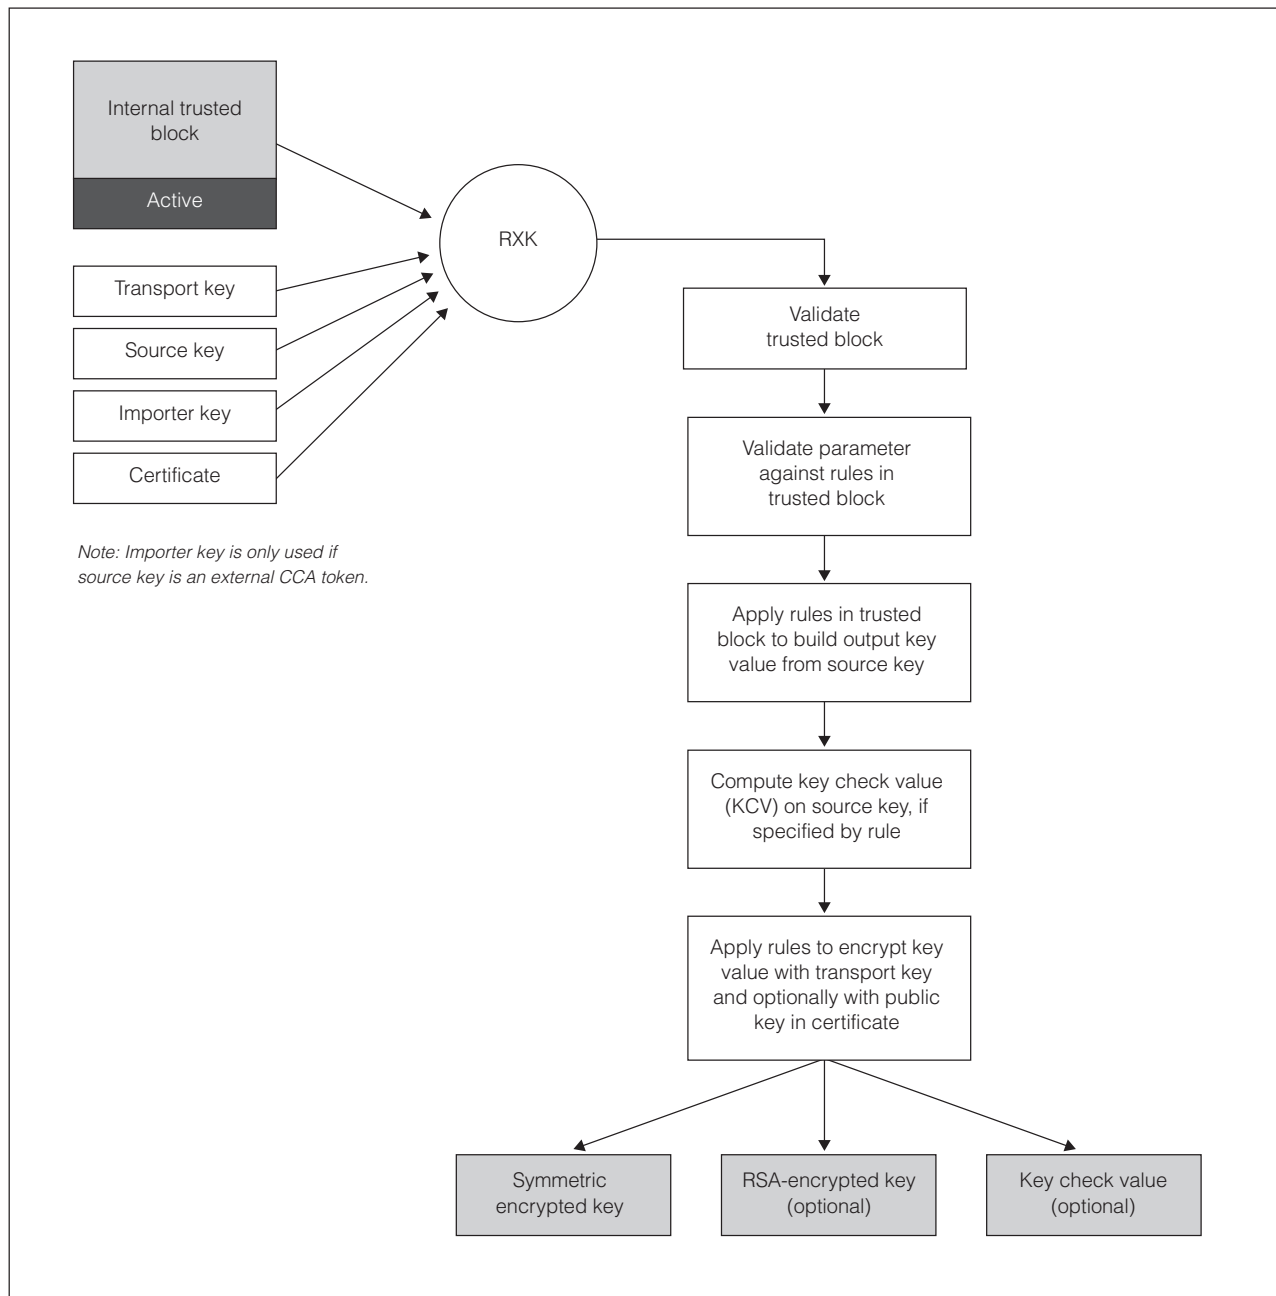 Internal trusted
block
Active
Transport key
Source key
Importer key
Certificate
Note: Importer key is only used if
source key is an external CCA token.
RXK
Validate
trusted block
Validate parameter
against rules in
trusted block
Apply rules in trusted
block to build output key
value from source key
Compute key check value
(KCV) on source key, if
specified by rule
Apply rules to encrypt key
value with transport key
and optionally with public
key in certificate
Symmetric
encrypted key
RSA-encrypted key
(optional)
Key check value
(optional)